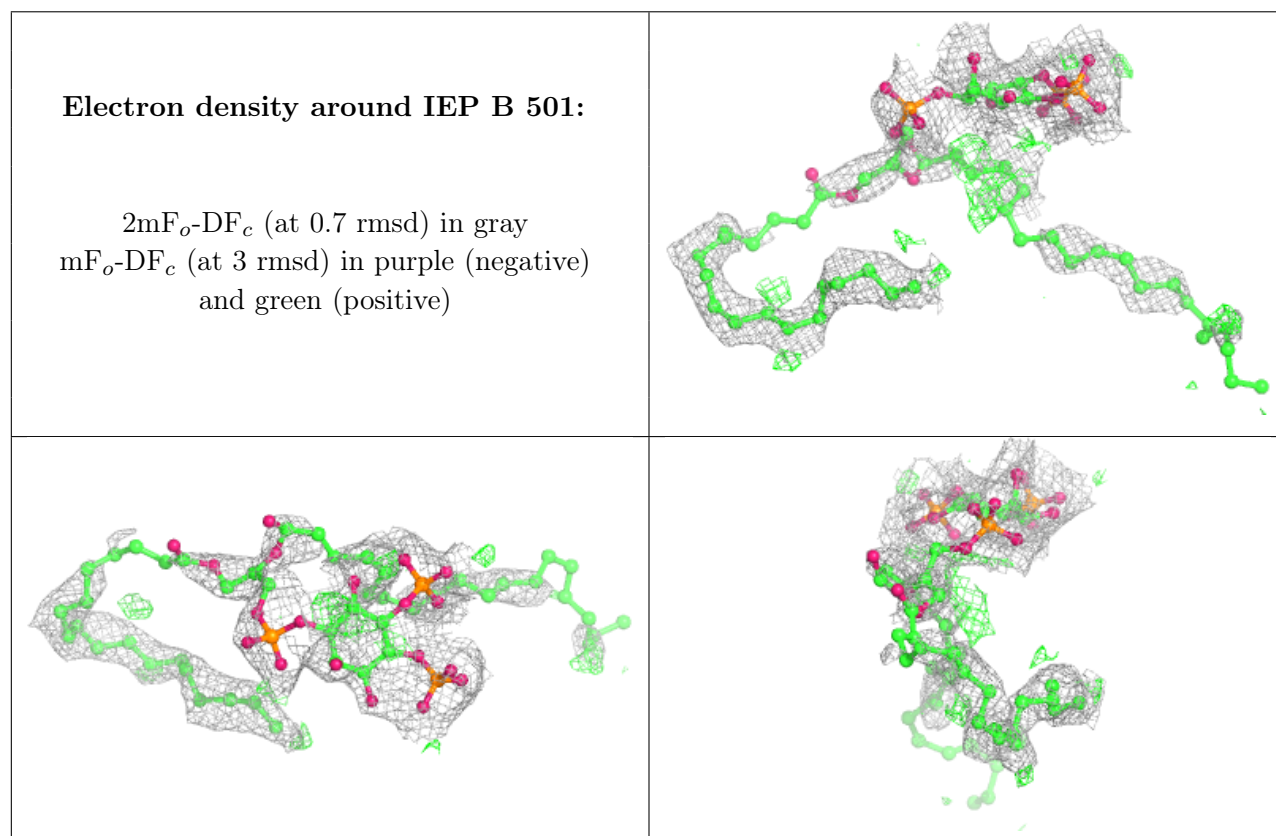 Electron density around IEP B 501:
2mFo-DFc (at 0.7 rmsd) in gray
mFo-DFc (at 3 rmsd) in purple (negative)
and green (positive)